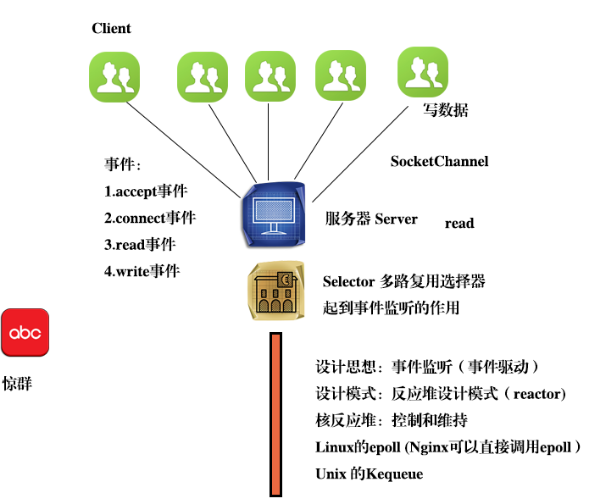 Client
写数据
SocketChannel
事件：
1.accept事件
2.connect事件
3.read事件
4.write事件
服务器 Server
read
Selector 多路复用选择器
起到事件监听的作用
abc
惊群
设计思想：事件监听（事件驱动）
设计模式：反应堆设计模式（reactor)
核反应堆：控制和维持
Linux的epoll (Nginx可以直接调用epoll）
Unix 的Kequeue